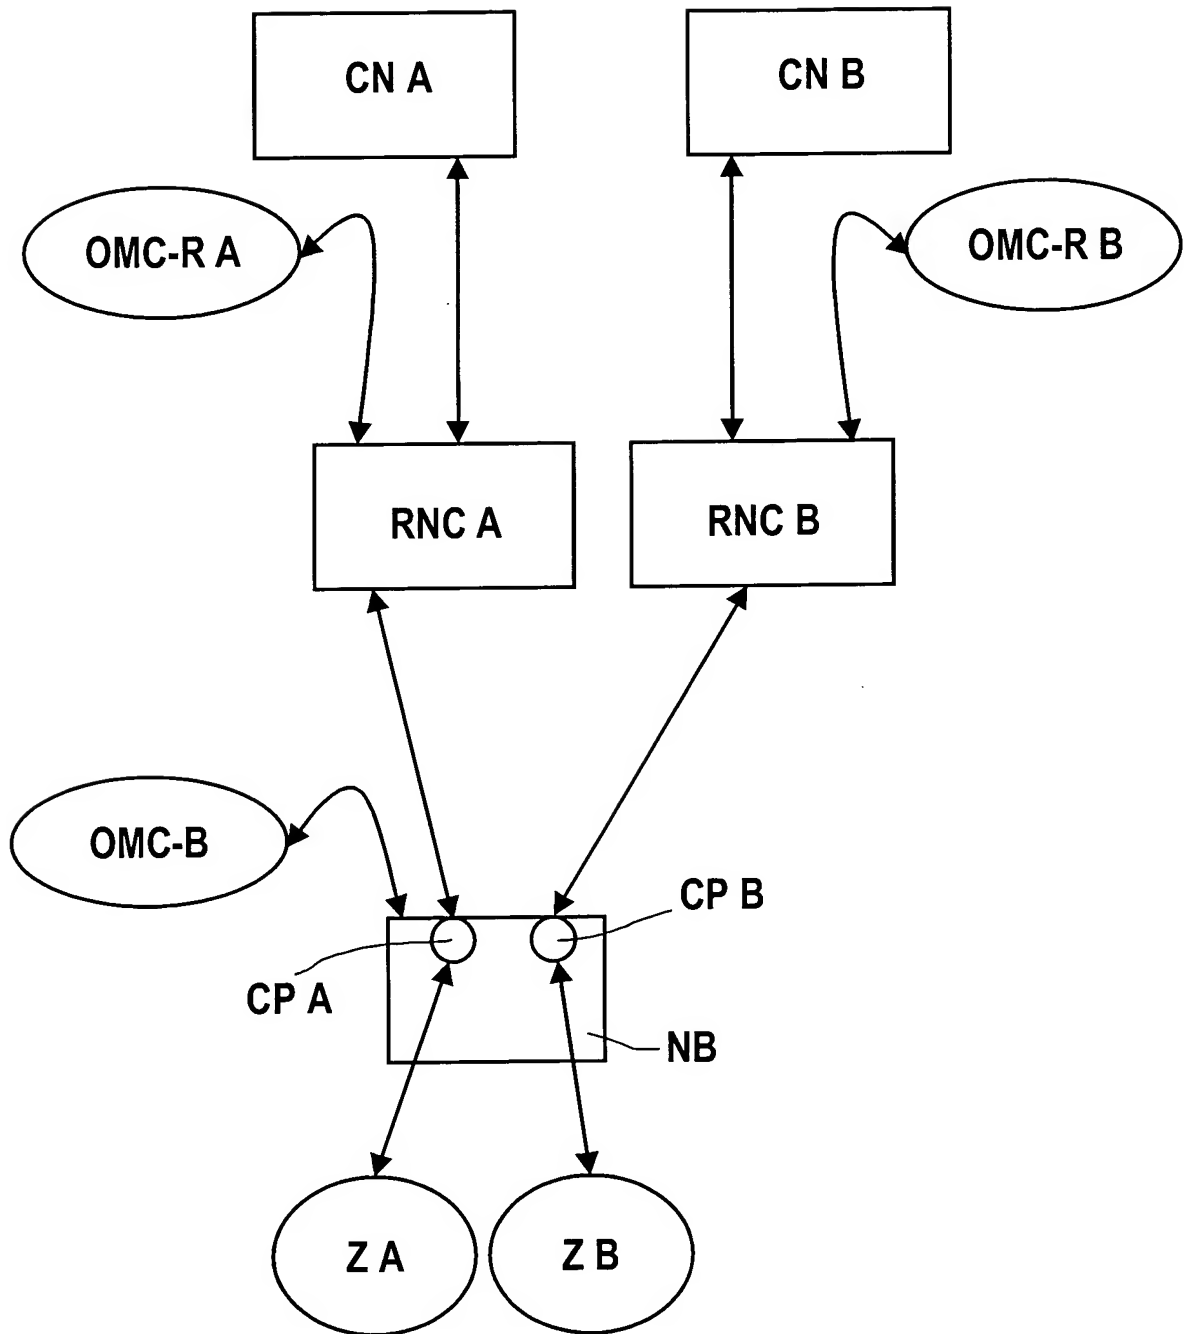 CN A
CN B
OMC-R A
OMC-R B
RNC A
RNC B
OMC-B
CP B
CP A
NB
Z A
Z B